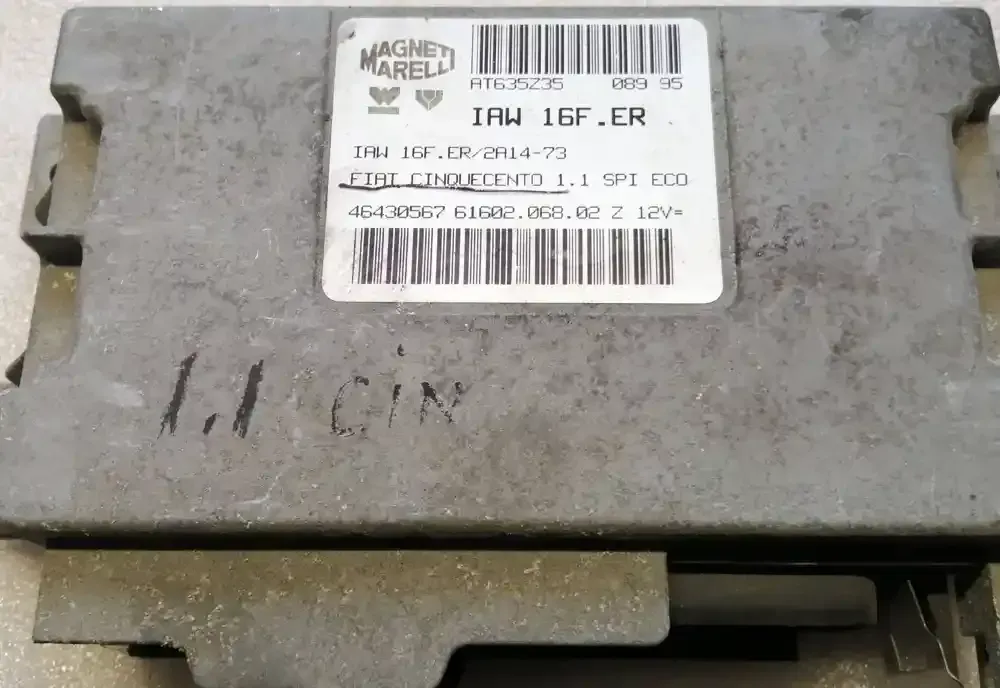 MAGNETI
MARELLI
AT635Z35 089 95
IAW 16F.ER
IAW 16F.ER/2A14-73
FIAT CINQUECENTO 1.1 SPI ECO
46430567 61602.068.02 Z 12V=
1.1 CiN